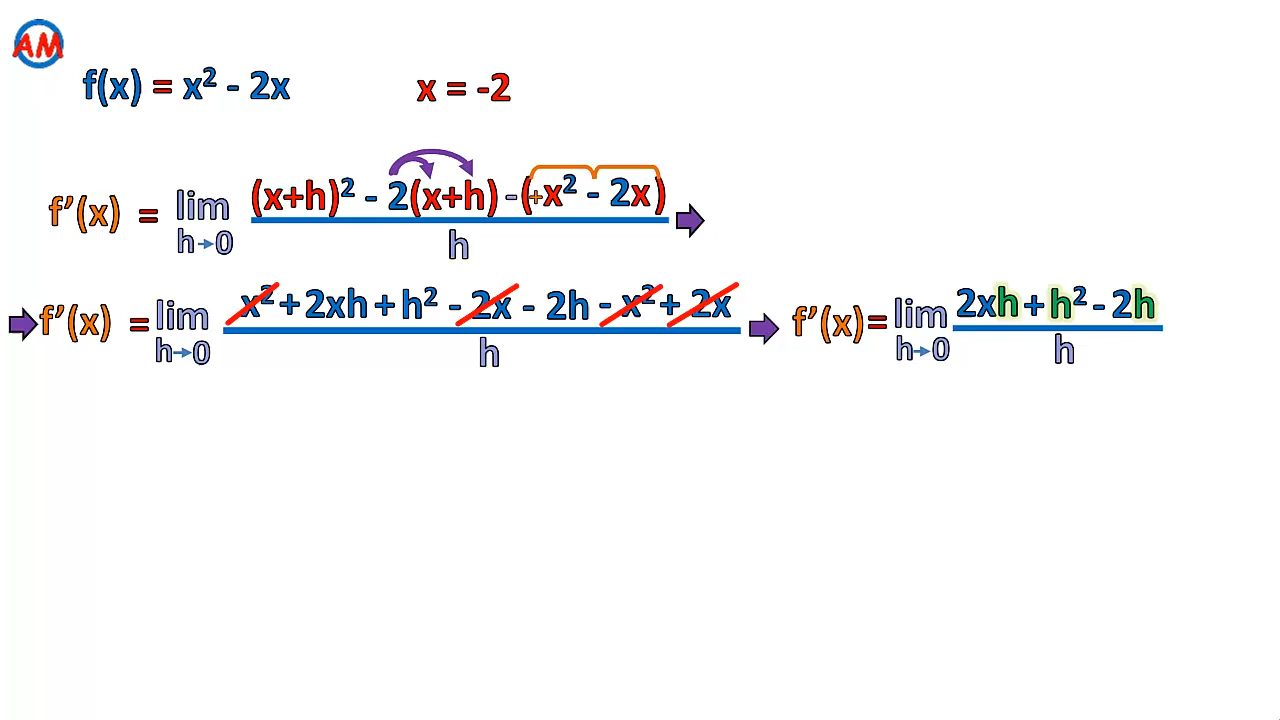 AM
f(x) = x² - 2x x = -2
f’(x) = lim h→0 (x+h)² - 2(x+h) - (+x² - 2x) / h
f’(x) = lim h→0 x² + 2xh + h² - 2x - 2h - x² + 2x / h f’(x) = lim h→0 2xh + h² - 2h / h